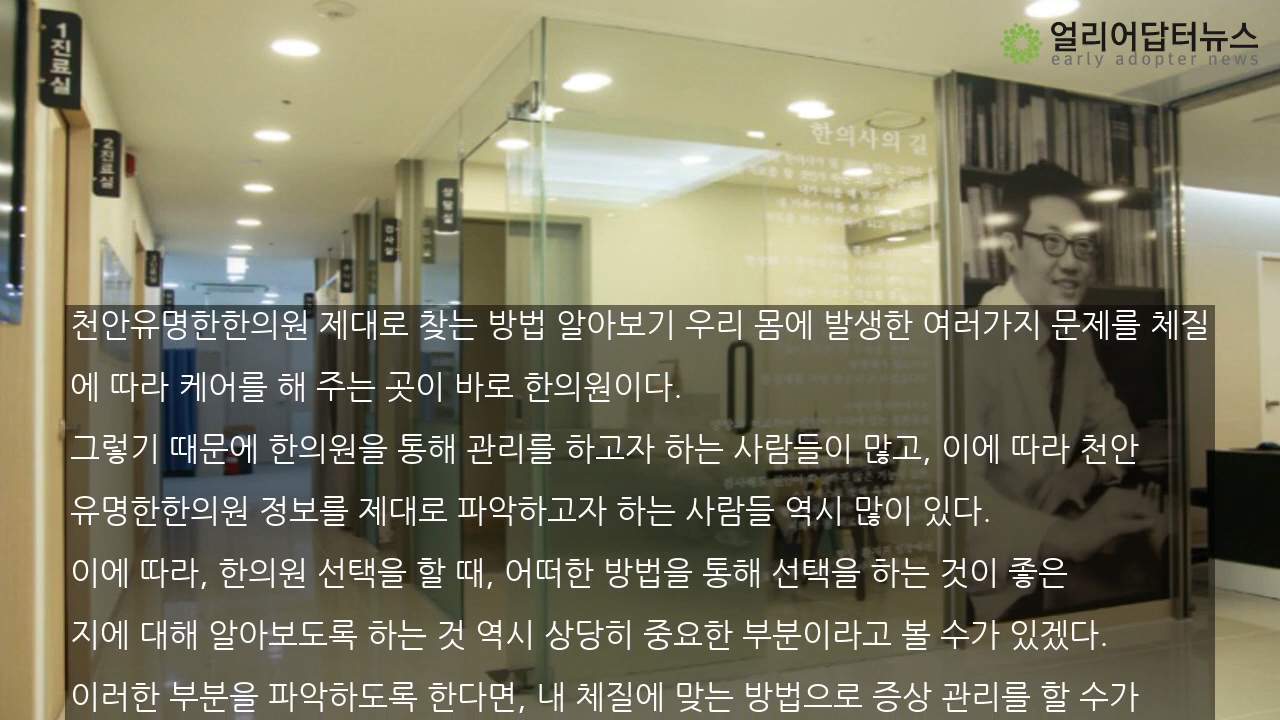 얼리어답터뉴스
early adopter news
1진료실
2진료실
상담실
한의사의 길
천안유명한한의원 제대로 찾는 방법 알아보기 우리 몸에 발생한 여러가지 문제를 체질
에 따라 케어를 해 주는 곳이 바로 한의원이다.
그렇기 때문에 한의원을 통해 관리를 하고자 하는 사람들이 많고, 이에 따라 천안
유명한한의원 정보를 제대로 파악하고자 하는 사람들 역시 많이 있다.
이에 따라, 한의원 선택을 할 때, 어떠한 방법을 통해 선택을 하는 것이 좋은
지에 대해 알아보도록 하는 것 역시 상당히 중요한 부분이라고 볼 수가 있겠다.
이러한 부분을 파악하도록 한다면, 내 체질에 맞는 방법으로 증상 관리를 할 수가